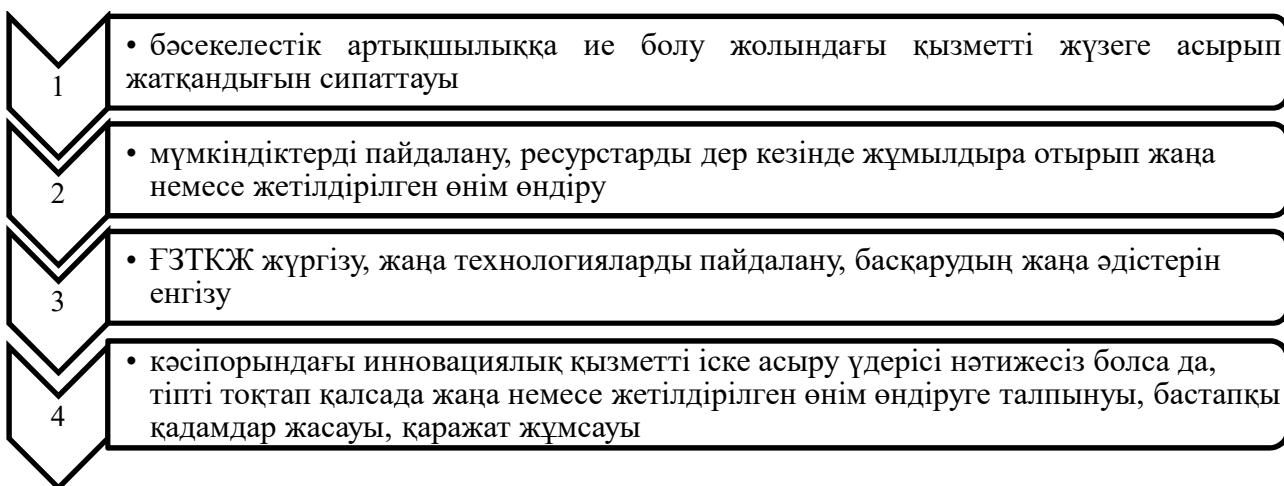 1
• бәсекелестік артықшылыққа ие болу жолындағы қызметті жүзеге асырып
жатқандығын сипаттауы
2
• мүмкіндіктерді пайдалану, ресурстарды дер кезінде жұмылдыра отырып жаңа
немесе жетілдірілген өнім өндіру
3
• ҒЗТКЖ жүргізу, жаңа технологияларды пайдалану, басқарудың жаңа әдістерін
енгізу
4
• кәсіпорындағы инновациялық қызметті іске асыру үдерісі нәтижесіз болса да,
тіпті тоқтап қалсада жаңа немесе жетілдірілген өнім өндіруге талпынуы, бастапқы
қадамдар жасауы, қаражат жұмсауы